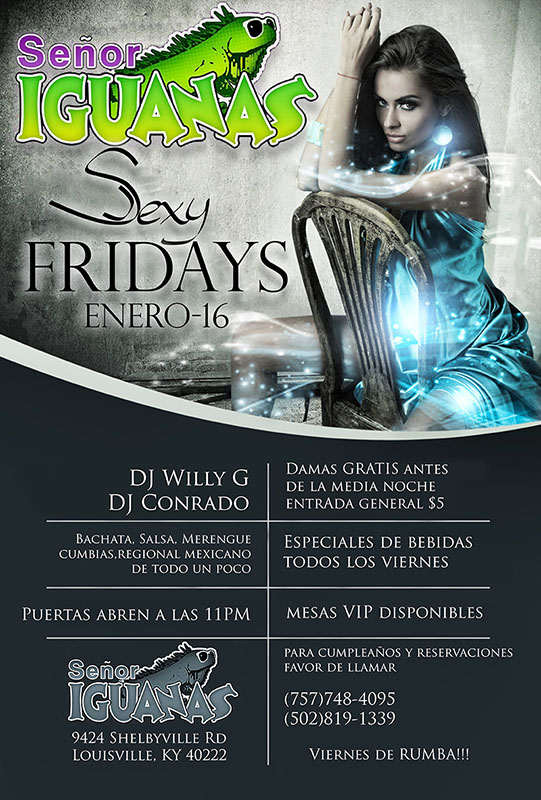 Señor
IGUANAS
Sexy
FRIDAYS
ENERO-16
DJ Willy G
DJ Conrado
Damas GRATIS antes
de la media noche
entrAda general $5
Bachata, Salsa, Merengue
cumbias,regional mexicano
de todo un poco
Especiales de bebidas
todos los viernes
Puertas abren a las 11PM
mesas VIP disponibles
Señor
IGUANAS
9424 Shelbyville Rd
Louisville, KY 40222
para cumpleaños y reservaciones
favor de llamar
(757)748-4095
(502)819-1339
Viernes de RUMBA!!!